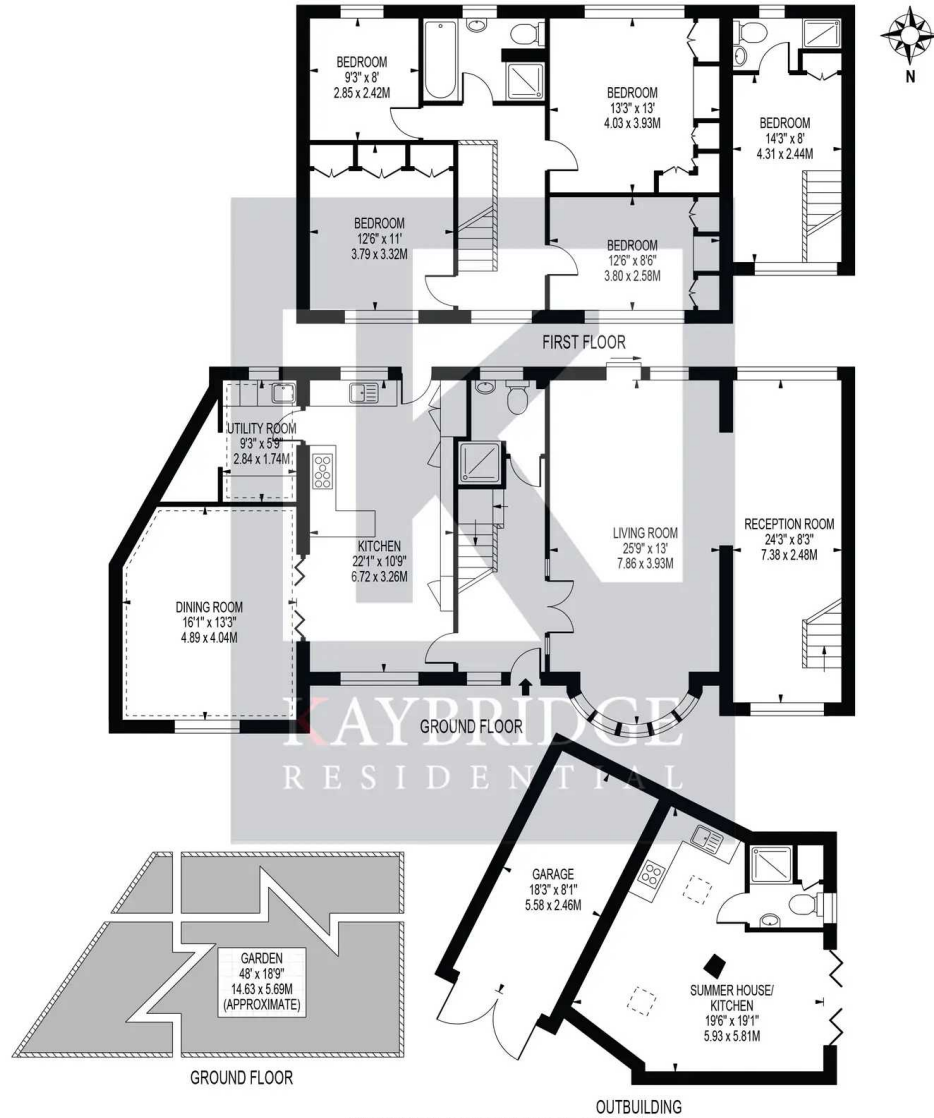 N
BEDROOM
9'3" x 8'
2.85 x 2.42M
BEDROOM
13'3" x 13'
4.03 x 3.93M
BEDROOM
14'3" x 8'
4.31 x 2.44M
BEDROOM
12'6" x 11'
3.79 x 3.32M
BEDROOM
12'6" x 8'6"
3.80 x 2.58M
FIRST FLOOR
UTILITY ROOM
9'3" x 5'9"
2.84 x 1.74M
KITCHEN
22'1" x 10'9"
6.72 x 3.26M
LIVING ROOM
25'9" x 13'
7.86 x 3.93M
RECEPTION ROOM
24'3" x 8'3"
7.38 x 2.48M
DINING ROOM
16'1" x 13'3"
4.89 x 4.04M
GROUND FLOOR
KAYBRIDGE
RESIDENTIAL
GARAGE
18'3" x 8'1"
5.58 x 2.46M
GARDEN
48' x 18'9"
14.63 x 5.69M
(APPROXIMATE)
SUMMER HOUSE/
KITCHEN
19'6" x 19'1"
5.93 x 5.81M
GROUND FLOOR
OUTBUILDING